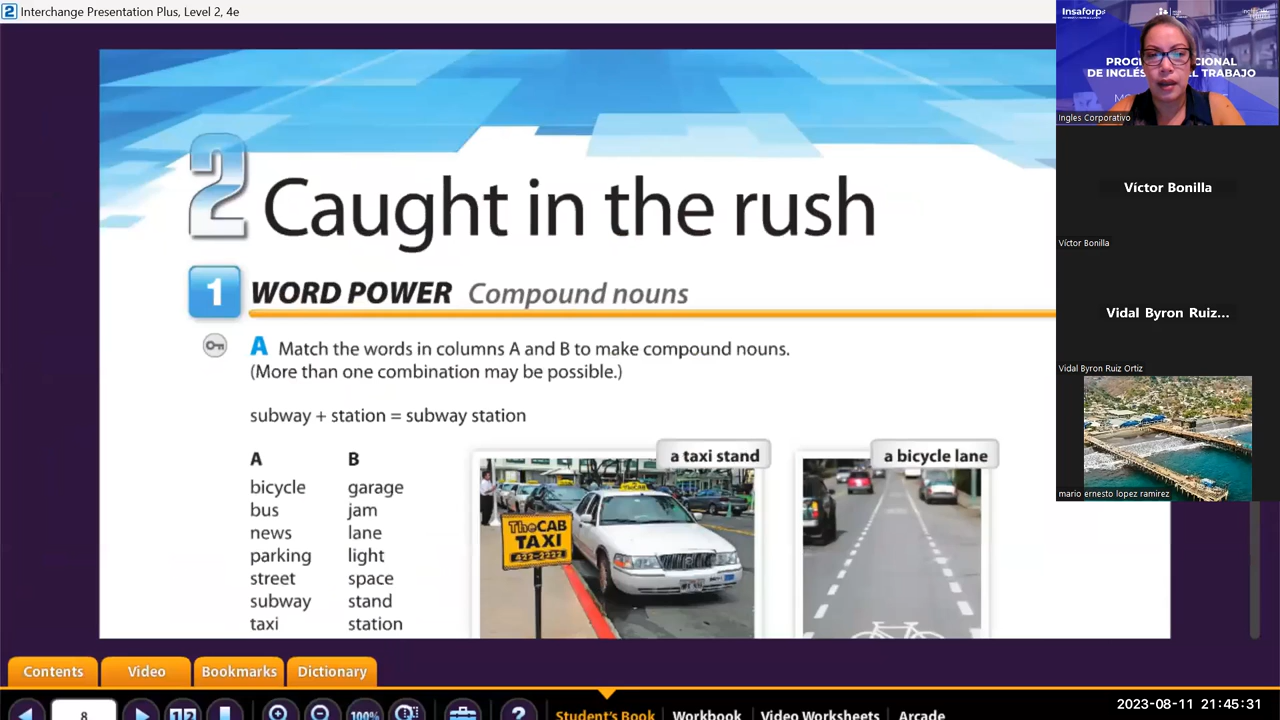 2 Interchange Presentation Plus, Level 2, 4e
2 Caught in the rush
1 WORD POWER Compound nouns
A Match the words in columns A and B to make compound nouns.
(More than one combination may be possible.)
subway + station = subway station
A B
bicycle garage
bus jam
news lane
parking light
street space
subway stand
taxi station
a taxi stand
TheCAB
TAXI
422-2222
a bicycle lane
Insaforp
Ingles Corporativo
Víctor Bonilla
Víctor Bonilla
Vidal Byron Ruiz...
Vidal Byron Ruiz Ortiz
mario ernesto lopez ramirez
Contents Video Bookmarks Dictionary
8
100%
?
Student's Book Workbook Video Worksheets Arcade
2023-08-11 21:45:31